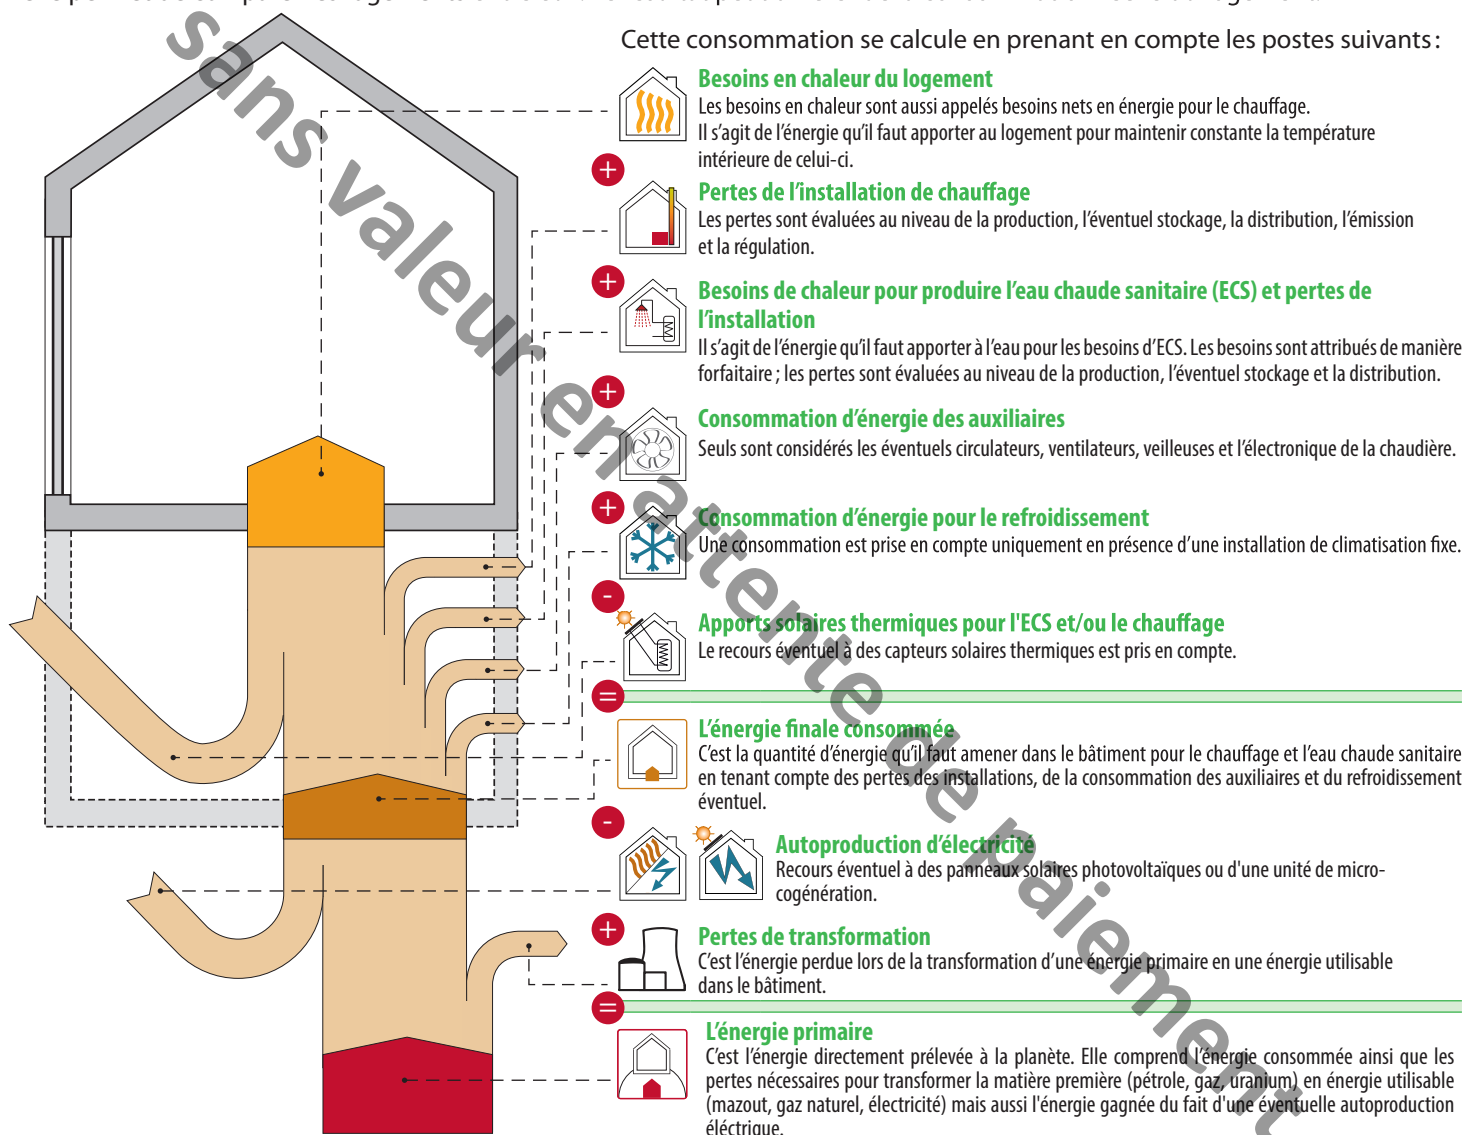 Cette consommation se calcule en prenant en compte les postes suivants :
Besoins en chaleur du logement
Les besoins en chaleur sont aussi appelés besoins nets en énergie pour le chauffage.
Il s'agit de l'énergie qu'il faut apporter au logement pour maintenir constante la température
intérieure de celui-ci.
+
Pertes de l'installation de chauffage
Les pertes sont évaluées au niveau de la production, l'éventuel stockage, la distribution, l'émission
et la régulation.
+
Besoins de chaleur pour produire l'eau chaude sanitaire (ECS) et pertes de
l'installation
Il s'agit de l'énergie qu'il faut apporter à l'eau pour les besoins d'ECS. Les besoins sont attribués de manière
forfaitaire ; les pertes sont évaluées au niveau de la production, l'éventuel stockage et la distribution.
+
Consommation d'énergie des auxiliaires
Seuls sont considérés les éventuels circulateurs, ventilateurs, veilleuses et l'électronique de la chaudière.
+
Consommation d'énergie pour le refroidissement
Une consommation est prise en compte uniquement en présence d'une installation de climatisation fixe.
-
Apports solaires thermiques pour l'ECS et/ou le chauffage
Le recours éventuel à des capteurs solaires thermiques est pris en compte.
=
L'énergie finale consommée
C'est la quantité d'énergie qu'il faut amener dans le bâtiment pour le chauffage et l'eau chaude sanitaire
en tenant compte des pertes des installations, de la consommation des auxiliaires et du refroidissement
éventuel.
-
Autoproduction d'électricité
Recours éventuel à des panneaux solaires photovoltaïques ou d'une unité de micro-
cogénération.
+
Pertes de transformation
C'est l'énergie perdue lors de la transformation d'une énergie primaire en une énergie utilisable
dans le bâtiment.
=
L'énergie primaire
C'est l'énergie directement prélevée à la planète. Elle comprend l'énergie consommée ainsi que les
pertes nécessaires pour transformer la matière première (pétrole, gaz, uranium) en énergie utilisable
(mazout, gaz naturel, électricité) mais aussi l'énergie gagnée du fait d'une éventuelle autoproduction
éléctrique.
sans valeur en attente de paiement